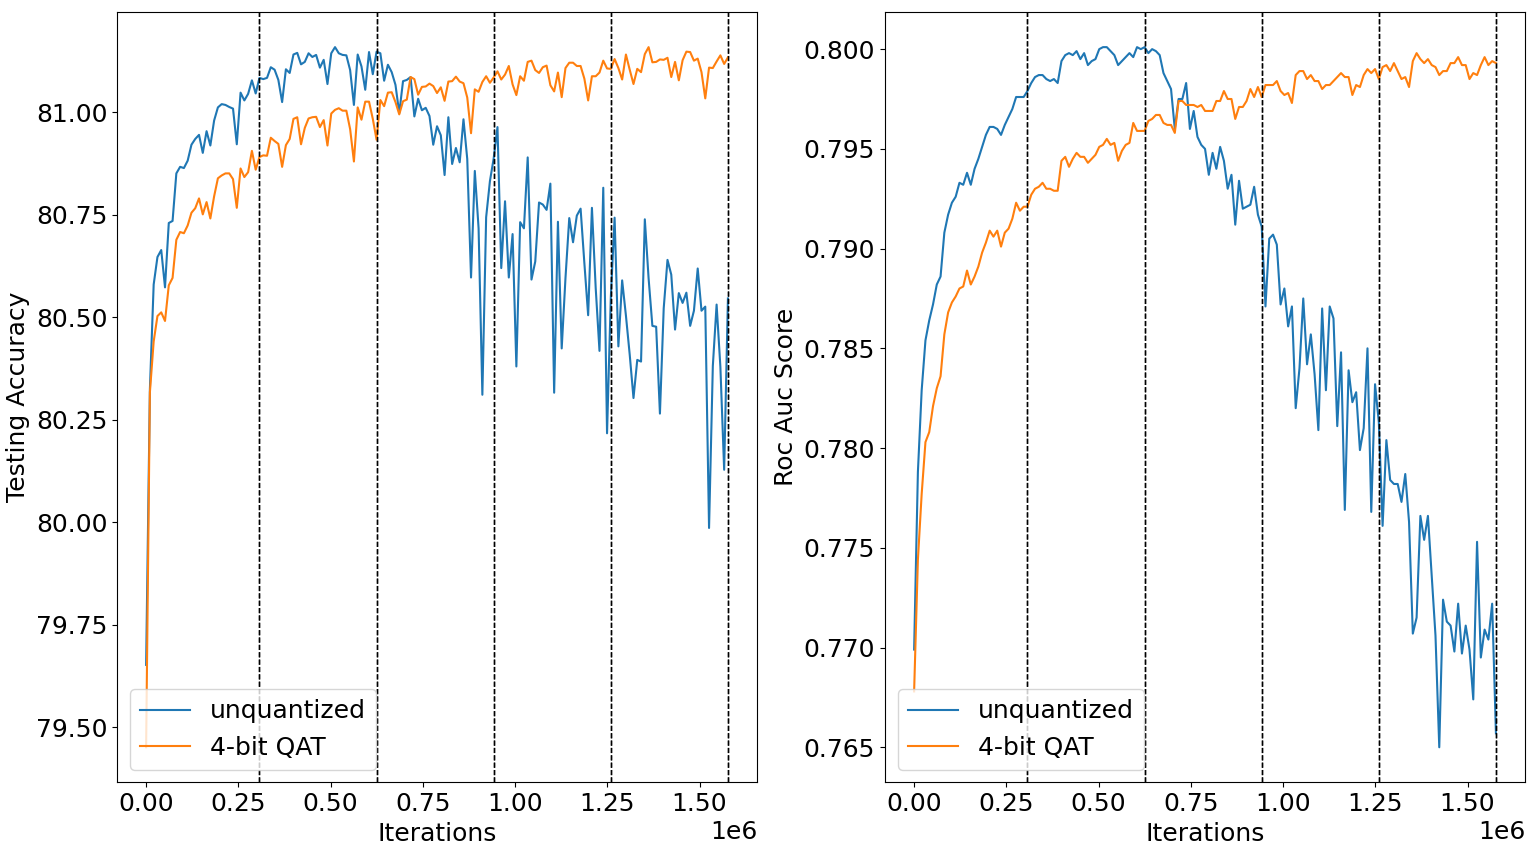 Testing Accuracy
81.00
80.75
80.50
80.25
80.00
79.75
79.50
unquantized
4-bit QAT
0.00 0.25 0.50 0.75 1.00 1.25 1.50
1e6
Iterations
Roc Auc Score
0.800
0.795
0.790
0.785
0.780
0.775
0.770
0.765
unquantized
4-bit QAT
0.00 0.25 0.50 0.75 1.00 1.25 1.50
1e6
Iterations